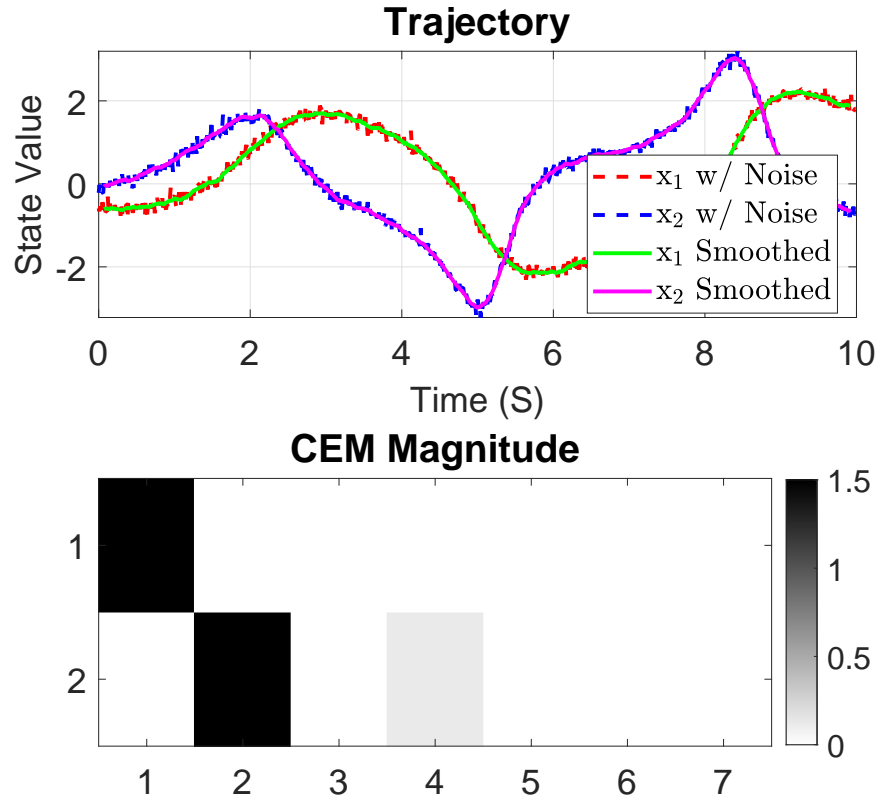 Trajectory
State Value
2
0
-2
x₁ w/ Noise
x₂ w/ Noise
x₁ Smoothed
x₂ Smoothed
0 2 4 6 8 10
Time (S)
CEM Magnitude
1
2
1.5
1
0.5
0
1 2 3 4 5 6 7